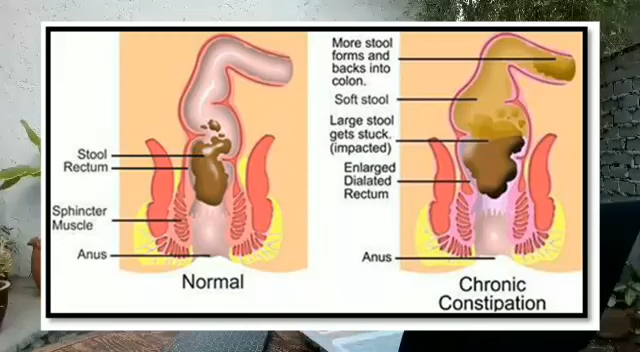 Stool
Rectum
Sphincter
Muscle
Anus
Normal
More stool
forms and
backs into
colon.
Soft stool
Large stool
gets stuck.
(impacted)
Enlarged
Dialated
Rectum
Anus
Chronic
Constipation